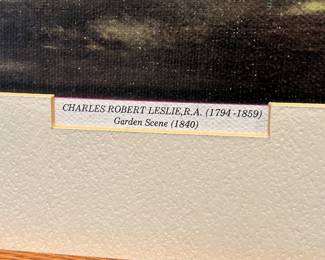 CHARLES ROBERT LESLIE,R.A. (1794-1859)
Garden Scene (1840)